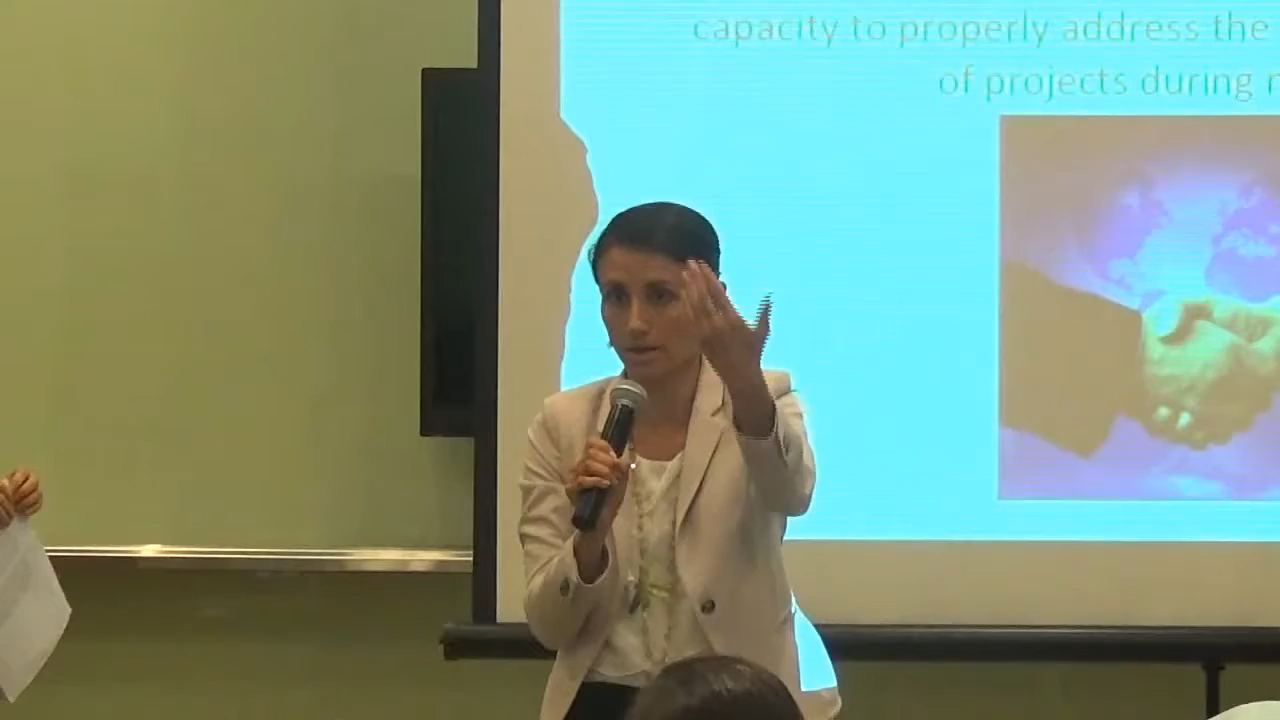 capacity to properly address the
of projects during